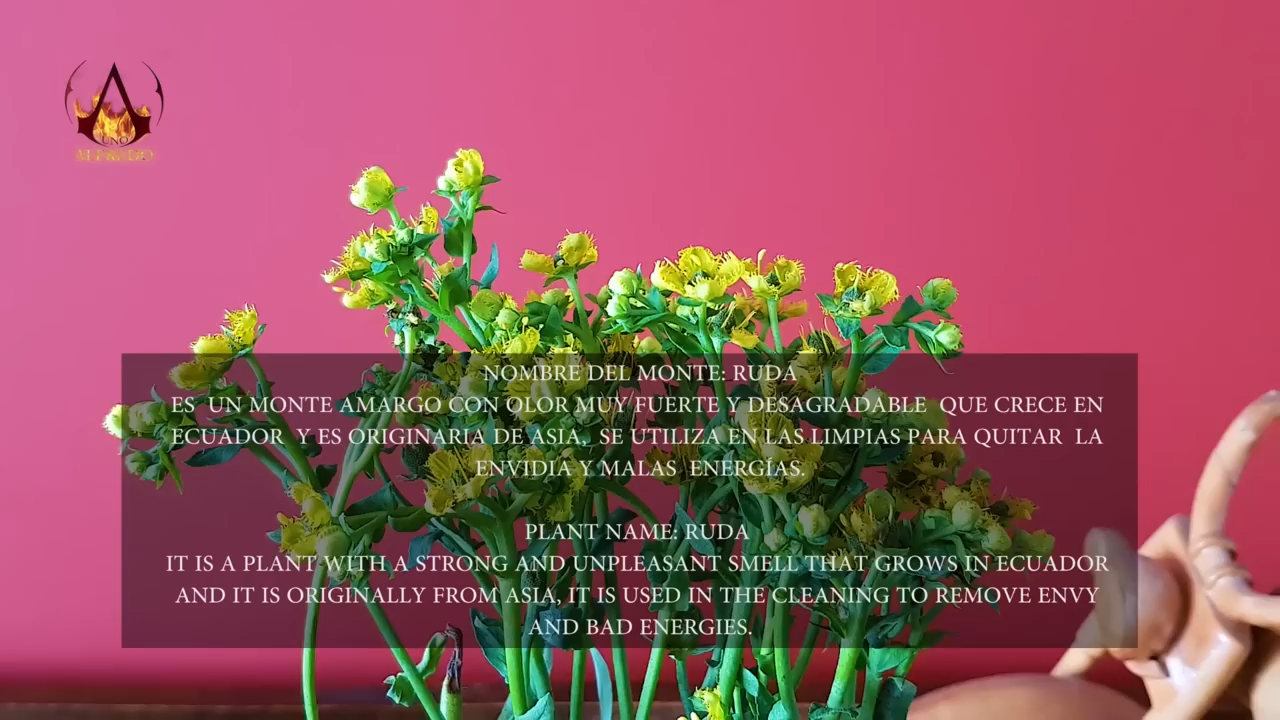 UNO
ALFREDO
NOMBRE DEL MONTE: RUDA
ES UN MONTE AMARGO CON OLOR MUY FUERTE Y DESAGRADABLE QUE CRECE EN
ECUADOR Y ES ORIGINARIA DE ASIA, SE UTILIZA EN LAS LIMPIAS PARA QUITAR LA
ENVIDIA Y MALAS ENERGÍAS.
PLANT NAME: RUDA
IT IS A PLANT WITH A STRONG AND UNPLEASANT SMELL THAT GROWS IN ECUADOR
AND IT IS ORIGINALLY FROM ASIA, IT IS USED IN THE CLEANING TO REMOVE ENVY
AND BAD ENERGIES.